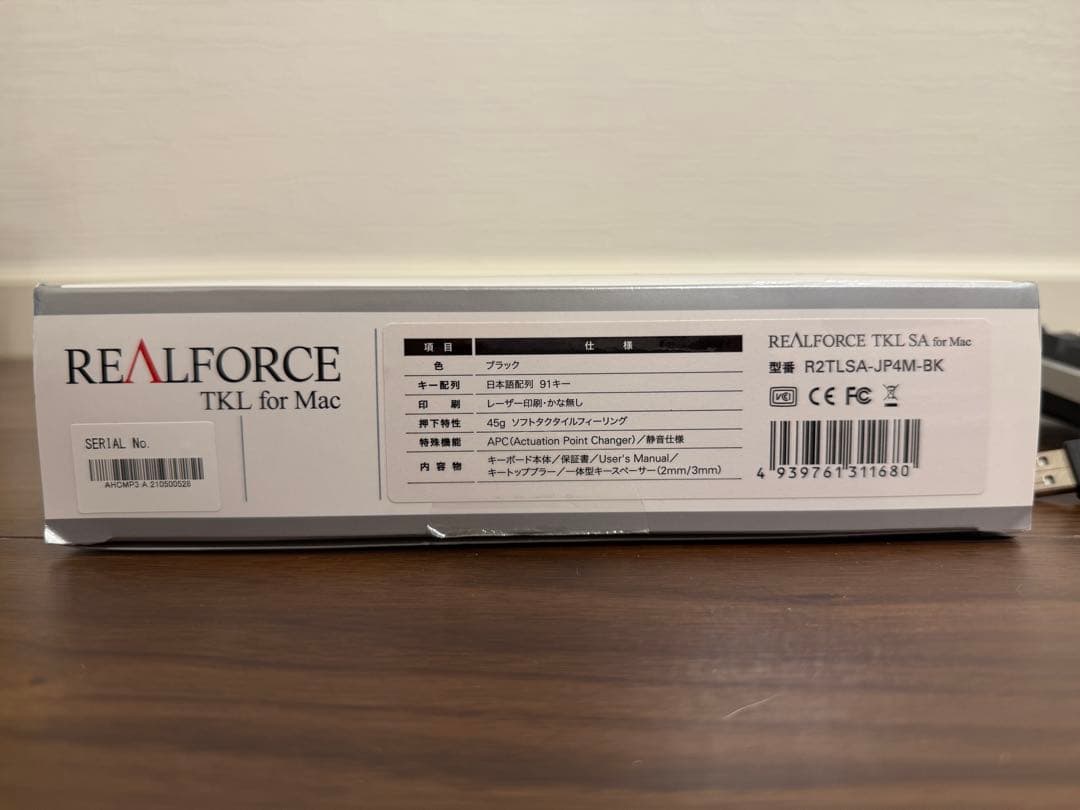 REALFORCE
TKL for Mac
SERIAL No.
AHCMP3 A 210500526
項目 仕様
色 ブラック
キー配列 日本語配列 91キー
印刷 レーザー印刷・かな無し
押下特性 45g ソフトタクタイルフィーリング
特殊機能 APC(Actuation Point Changer)/静音仕様
内容物 キーボード本体/保証書/User's Manual/
キートッププラー/一体型キースペーサー(2mm/3mm)
REALFORCE TKL SA for Mac
型番 R2TLSA-JP4M-BK
VCI CE FC
4 939761 311680